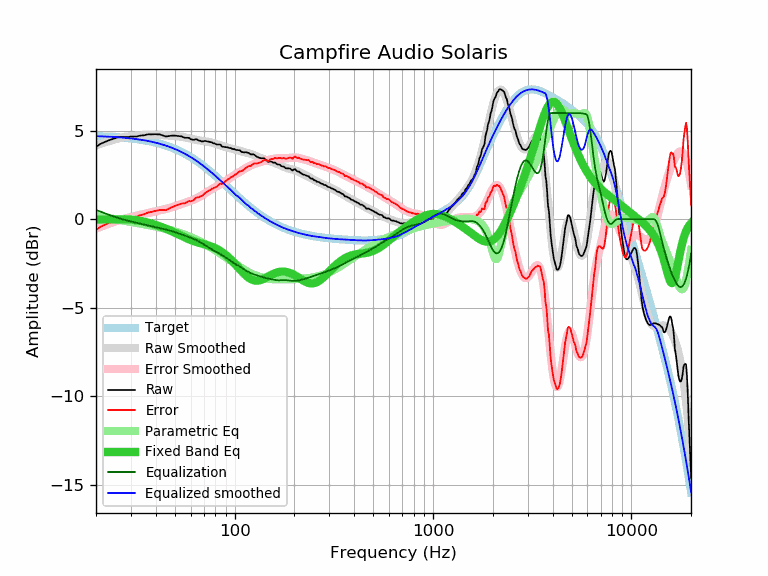 Campfire Audio Solaris
Amplitude (dBr)
5
0
−5
−10
−15
Target
Raw Smoothed
Error Smoothed
Raw
Error
Parametric Eq
Fixed Band Eq
Equalization
Equalized smoothed
100
1000
10000
Frequency (Hz)